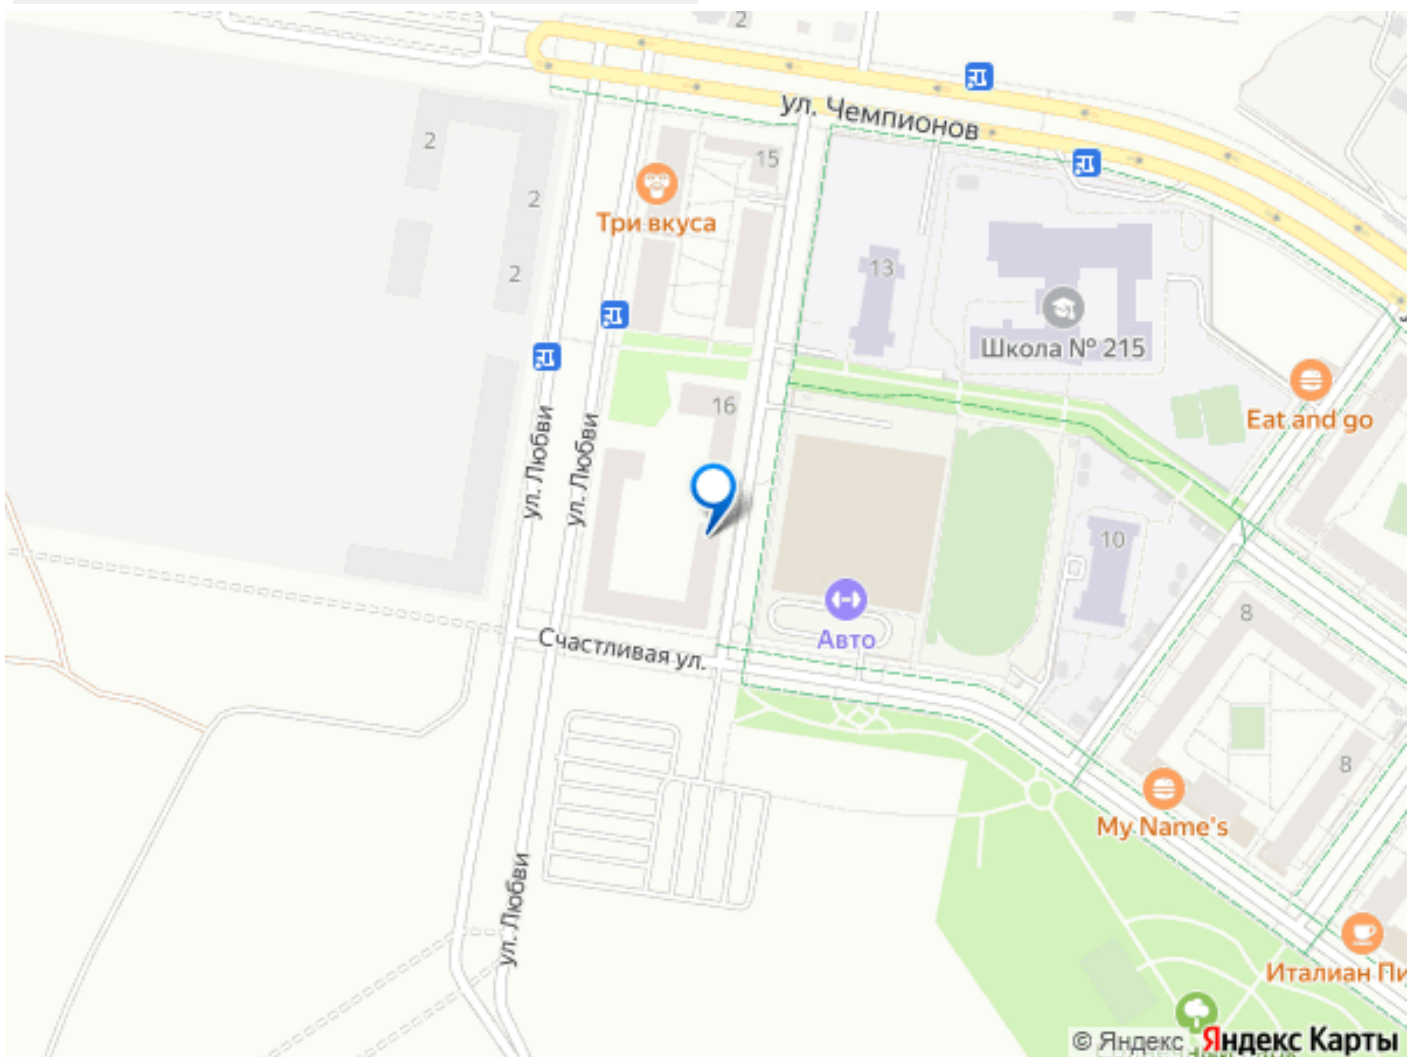 2
ул. Чемпионов
2
15
Три вкуса
2
13
2
Школа № 215
Eat and go
16
ул. Любви
ул. Любви
10
Авто
8
Счастливая ул.
8
My Name's
ул. Любви
Италиан Пи
© Яндекс Яндекс Карты